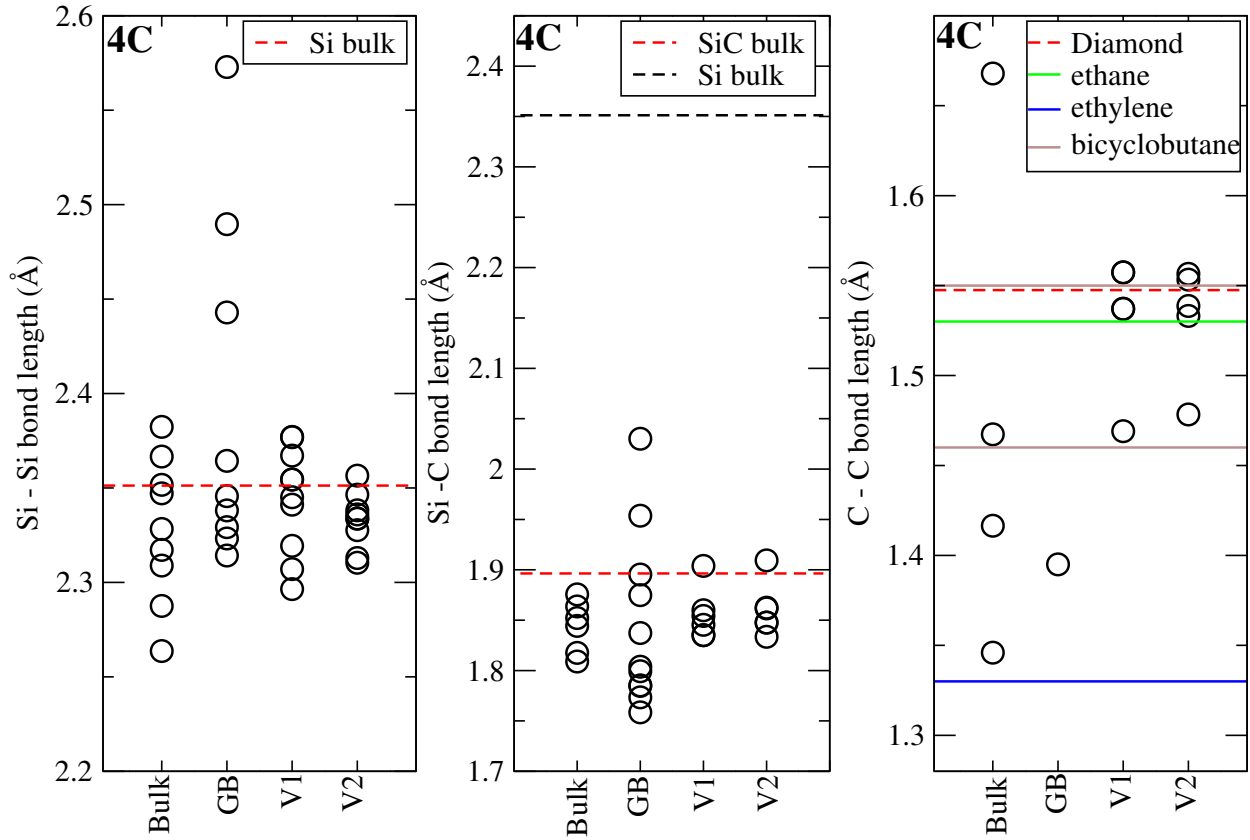 4C
Si bulk
Si - Si bond length (Å)
2.6
2.5
2.4
2.3
2.2
Bulk
GB
V1
V2
4C
SiC bulk
Si bulk
Si -C bond length (Å)
2.4
2.3
2.2
2.1
2
1.9
1.8
1.7
Bulk
GB
V1
V2
4C
Diamond
ethane
ethylene
bicyclobutane
C - C bond length (Å)
1.6
1.5
1.4
1.3
Bulk
GB
V1
V2